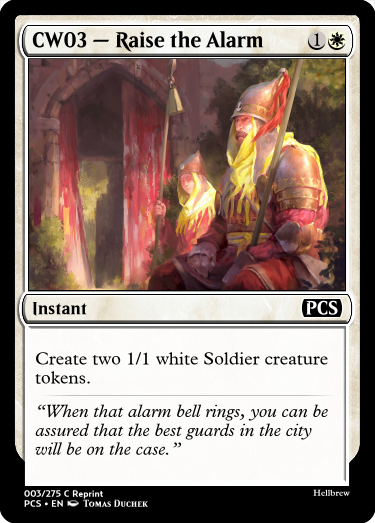 CW03 — Raise the Alarm 1
Instant PCS
Create two 1/1 white Soldier creature
tokens.
“When that alarm bell rings, you can be
assured that the best guards in the city
will be on the case.”
003/275 C Reprint Hellbrew
PCS • EN Tomas Duchek